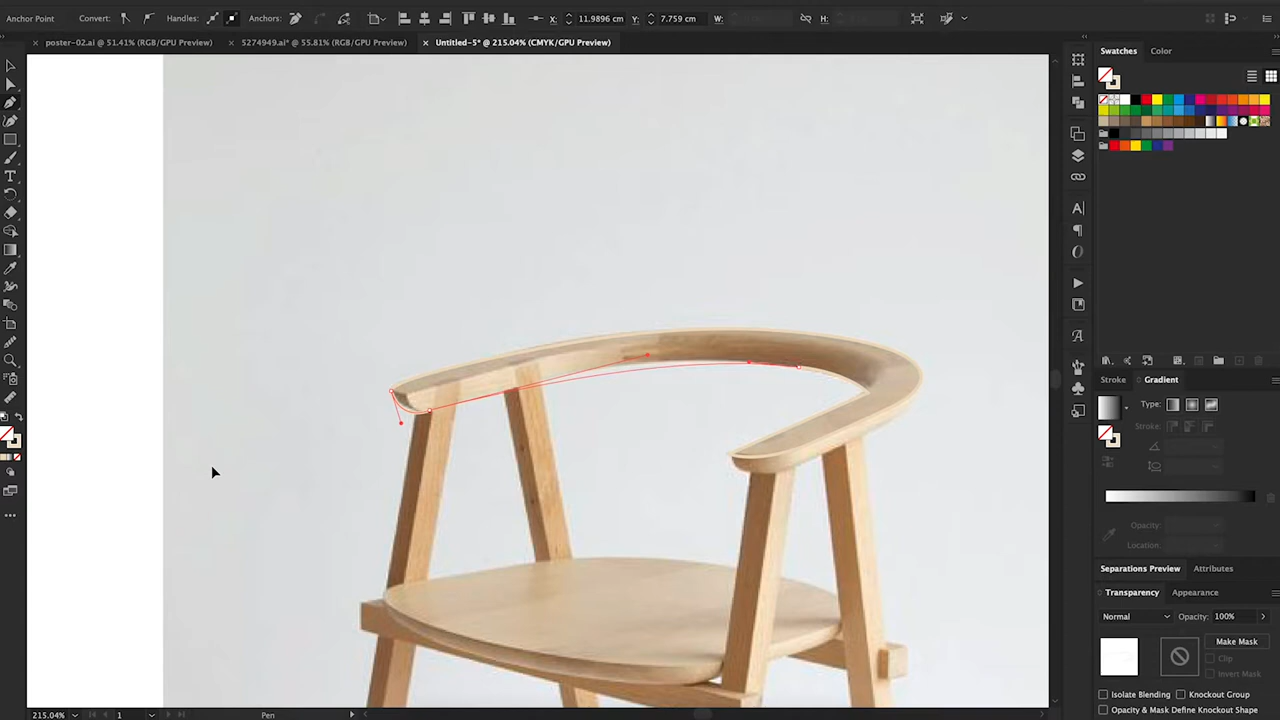 Anchor Point Convert: Handles: Anchors: X: 11.9896 cm Y: 7.759 cm W: H:
poster-02.ai @ 51.41% (RGB/GPU Preview) 5274949.ai* @ 55.81% (RGB/GPU Preview) Untitled-5* @ 215.04% (CMYK/GPU Preview)
Swatches Color
Stroke Gradient
Type:
Stroke:
Opacity:
Location:
Separations Preview Attributes
Transparency Appearance
Normal Opacity: 100%
Make Mask
Clip
Invert Mask
Isolate Blending Knockout Group
Opacity & Mask Define Knockout Shape
215.04% 1 Pen